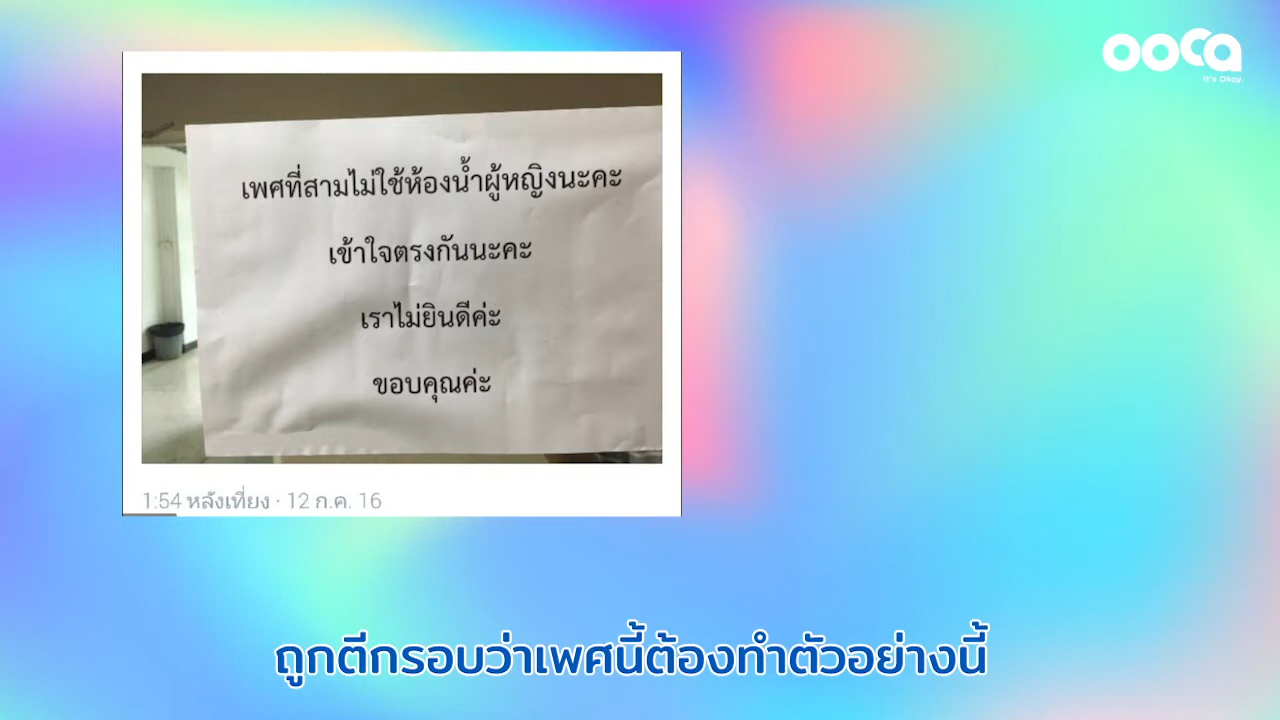 ooca
It's Okay.
เพศที่สามไม่ใช้ห้องน้ำผู้หญิงนะคะ
เข้าใจตรงกันนะคะ
เราไม่ยินดีค่ะ
ขอบคุณค่ะ
1:54 หลังเที่ยง · 12 ก.ค. 16
ถูกตีกรอบว่าเพศนี้ต้องทำตัวอย่างนี้